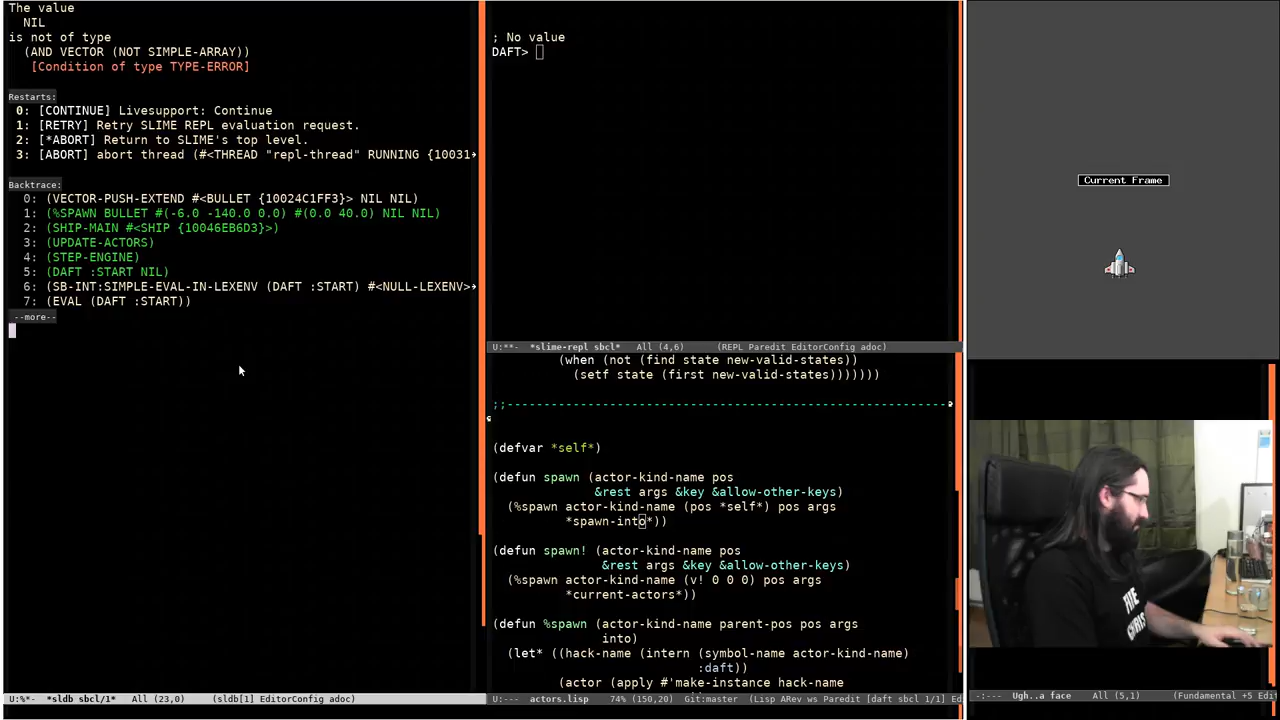 The value
NIL
is not of type
(AND VECTOR (NOT SIMPLE-ARRAY))
[Condition of type TYPE-ERROR]
Restarts:
0: [CONTINUE] Livesupport: Continue
1: [RETRY] Retry SLIME REPL evaluation request.
2: [*ABORT] Return to SLIME's top level.
3: [ABORT] abort thread (#<THREAD "repl-thread" RUNNING {10031
Backtrace:
0: (VECTOR-PUSH-EXTEND #<BULLET {10024C1FF3}> NIL NIL)
1: (%SPAWN BULLET #(-6.0 -140.0 0.0) #(0.0 40.0) NIL NIL)
2: (SHIP-MAIN #<SHIP {10046EB6D3}>)
3: (UPDATE-ACTORS)
4: (STEP-ENGINE)
5: (DAFT :START NIL)
6: (SB-INT:SIMPLE-EVAL-IN-LEXENV (DAFT :START) #<NULL-LEXENV>
7: (EVAL (DAFT :START))
--more--
U:%*-  *sldb sbcl/1*   All (23,0)     (sldb[1] EditorConfig adoc)
; No value
DAFT>
U:**-  *slime-repl sbcl*   All (4,6)     (REPL Paredit EditorConfig adoc)
(when (not (find state new-valid-states))
(setf state (first new-valid-states)))))))
;;-------------------------------------------------------------
(defvar *self*)
(defun spawn (actor-kind-name pos
&rest args &key &allow-other-keys)
(%spawn actor-kind-name (pos *self*) pos args
*spawn-into*))
(defun spawn! (actor-kind-name pos
&rest args &key &allow-other-keys)
(%spawn actor-kind-name (v! 0 0 0) pos args
*current-actors*))
(defun %spawn (actor-kind-name parent-pos pos args
into)
(let* ((hack-name (intern (symbol-name actor-kind-name)
:daft))
(actor (apply #'make-instance hack-name
U:---  actors.lisp    74% (150,20)  Git:master  (Lisp ARev ws Paredit [daft sbcl 1/1] Ed
Current Frame
-:---  Ugh..a face    All (5,1)      (Fundamental +5 Edi